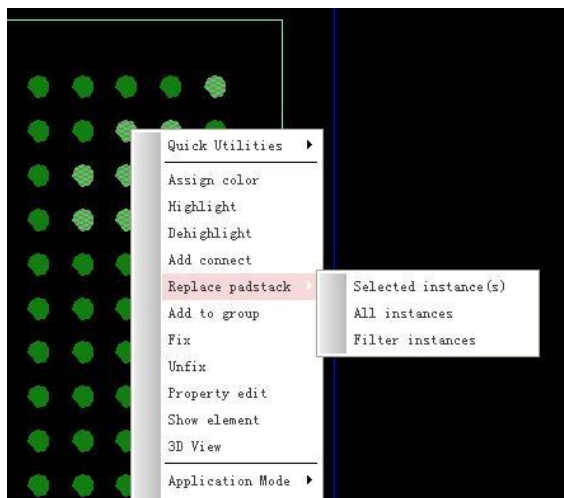 Quick Utilities
Assign color
Highlight
Dehighlight
Add connect
Replace padstack
Selected instance(s)
Add to group
All instances
Fix
Filter instances
Unfix
Property edit
Show element
3D View
Application Mode